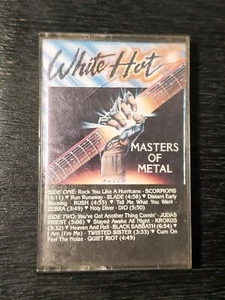 White Hot
MASTERS
OF
METAL
SIDE ONE: Rock You Like A Hurricane - SCORPIONS
(4:11) ▼ Run Runaway - SLADE (4:58) ▼ Distant Early
Warning - RUSH (4:55) ▼ Tell Me What You Want -
ZEBRA (3:49) ▼ Holy Diver - DIO (5:50)
SIDE TWO: You've Got Another Thing Comin' - JUDAS
PRIEST (5:06) ▼ Stayed Awake All Night - KROKUS
(3:32) ▼ Heaven And Hell - BLACK SABBATH (6:54) ▼
I Am (I'm Me) - TWISTED SISTER (3:33) ▼ Cum On
Feel The Noize - QUIET RIOT (4:49)